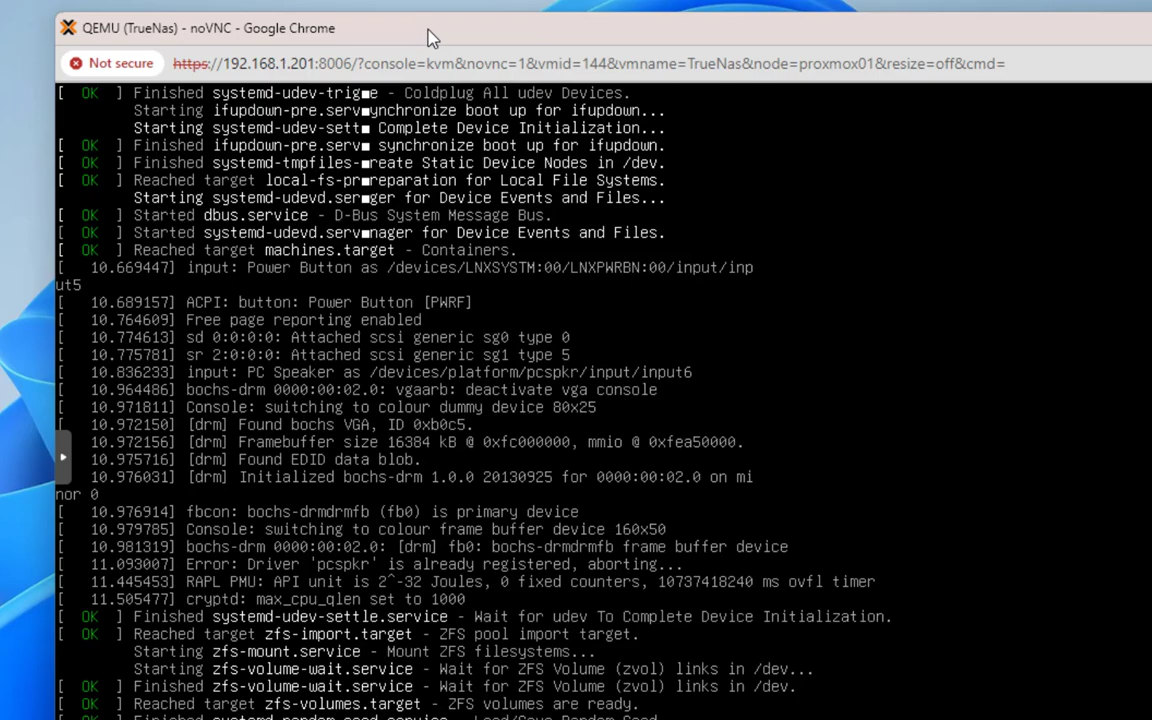 QEMU (TrueNas) - noVNC - Google Chrome
Not secure https://192.168.1.201:8006/?console=kvm&novnc=1&vmid=144&vmname=TrueNas&node=proxmox01&resize=off&cmd=
[  OK  ] Finished systemd-udev-trig■e - Coldplug All udev Devices.
Starting ifupdown-pre.serv■ynchronize boot up for ifupdown...
Starting systemd-udev-sett■ Complete Device Initialization...
[  OK  ] Finished ifupdown-pre.serv■ synchronize boot up for ifupdown.
[  OK  ] Finished systemd-tmpfiles-■reate Static Device Nodes in /dev.
[  OK  ] Reached target local-fs-pr■reparation for Local File Systems.
Starting systemd-udevd.ser■ger for Device Events and Files...
[  OK  ] Started dbus.service - D-Bus System Message Bus.
[  OK  ] Started systemd-udevd.serv■nager for Device Events and Files.
[  OK  ] Reached target machines.target - Containers.
[   10.669447] input: Power Button as /devices/LNXSYSTM:00/LNXPWRBN:00/input/inp
ut5
[   10.689157] ACPI: button: Power Button [PWRF]
[   10.764609] Free page reporting enabled
[   10.774613] sd 0:0:0:0: Attached scsi generic sg0 type 0
[   10.775781] sr 2:0:0:0: Attached scsi generic sg1 type 5
[   10.836233] input: PC Speaker as /devices/platform/pcspkr/input/input6
[   10.964486] bochs-drm 0000:00:02.0: vgaarb: deactivate vga console
[   10.971811] Console: switching to colour dummy device 80x25
[   10.972150] [drm] Found bochs VGA, ID 0xb0c5.
[   10.972156] [drm] Framebuffer size 16384 kB @ 0xfc000000, mmio @ 0xfea50000.
[   10.975716] [drm] Found EDID data blob.
[   10.976031] [drm] Initialized bochs-drm 1.0.0 20130925 for 0000:00:02.0 on mi
nor 0
[   10.976914] fbcon: bochs-drmdrmfb (fb0) is primary device
[   10.979785] Console: switching to colour frame buffer device 160x50
[   10.981319] bochs-drm 0000:00:02.0: [drm] fb0: bochs-drmdrmfb frame buffer device
[   11.093007] Error: Driver 'pcspkr' is already registered, aborting...
[   11.445453] RAPL PMU: API unit is 2^-32 Joules, 0 fixed counters, 10737418240 ms ovfl timer
[   11.505477] cryptd: max_cpu_qlen set to 1000
[  OK  ] Finished systemd-udev-settle.service - Wait for udev To Complete Device Initialization.
[  OK  ] Reached target zfs-import.target - ZFS pool import target.
Starting zfs-mount.service - Mount ZFS filesystems...
Starting zfs-volume-wait.service - Wait for ZFS Volume (zvol) links in /dev...
[  OK  ] Finished zfs-volume-wait.service - Wait for ZFS Volume (zvol) links in /dev.
[  OK  ] Reached target zfs-volumes.target - ZFS volumes are ready.
[  OK  ] Finished systemd-random-seed.service - Load/Save Random Seed.